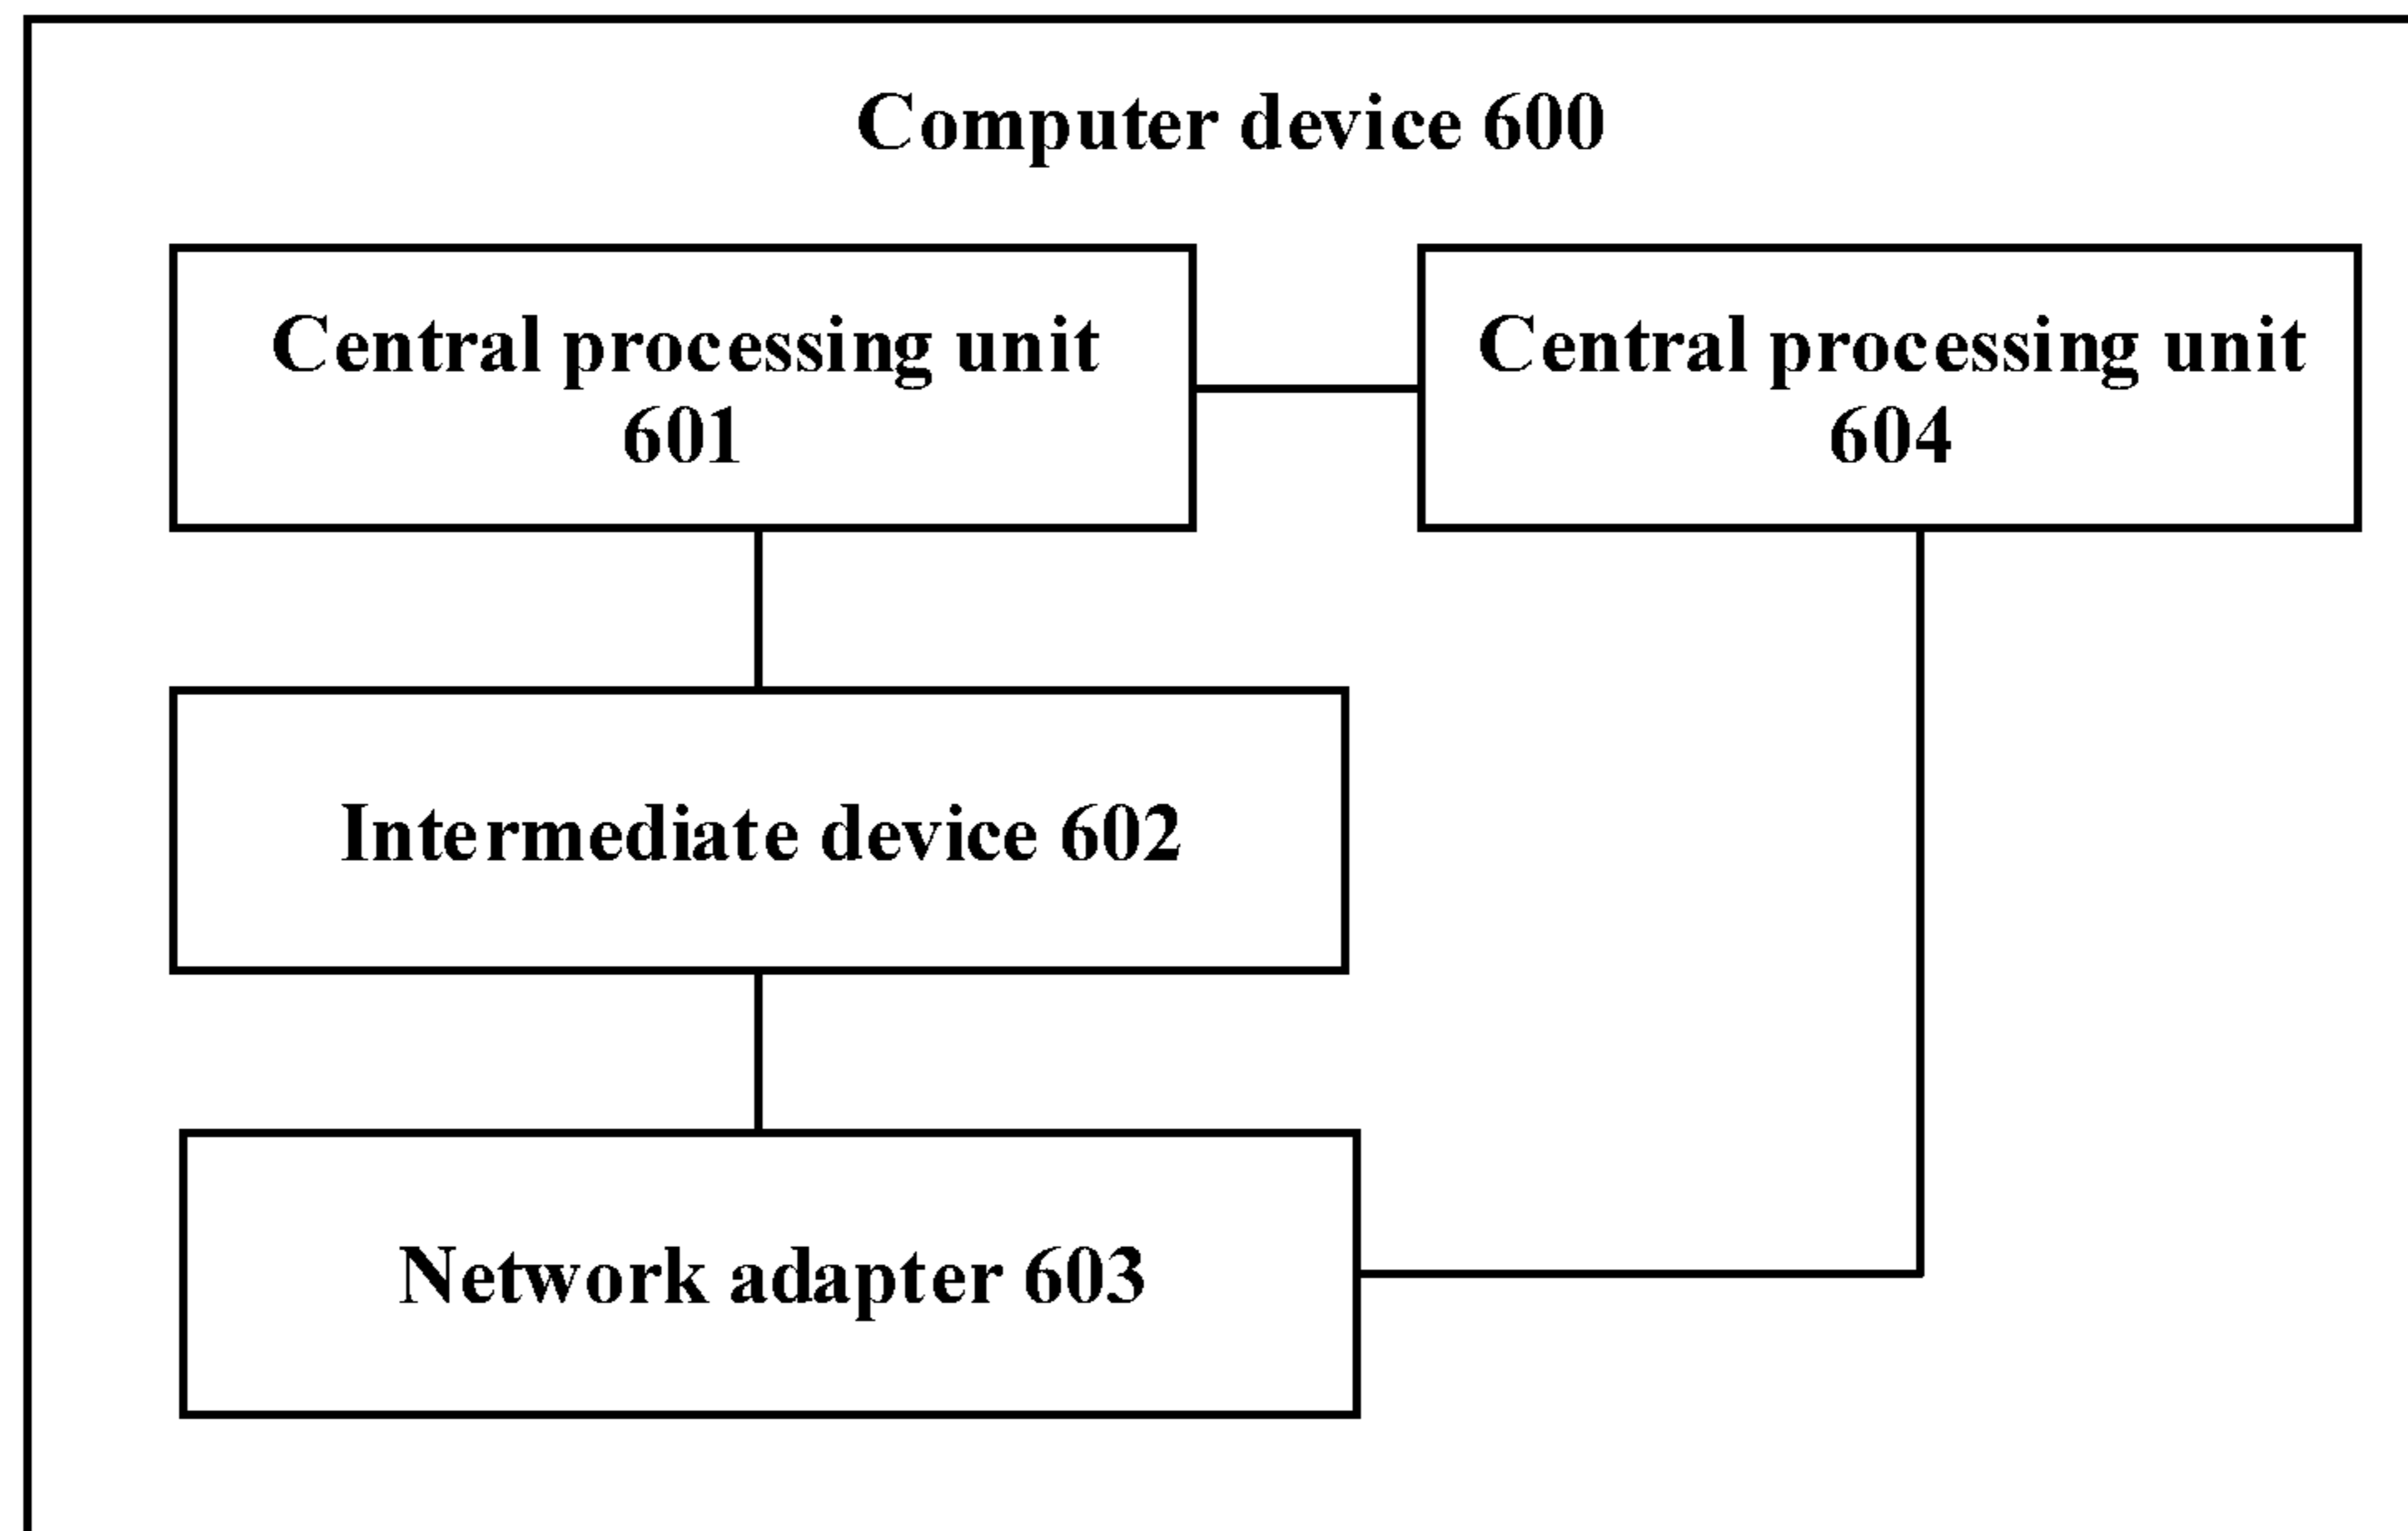 Computer device 600
Central processing unit
601
Central processing unit
604
Intermediate device 602
Network adapter 603